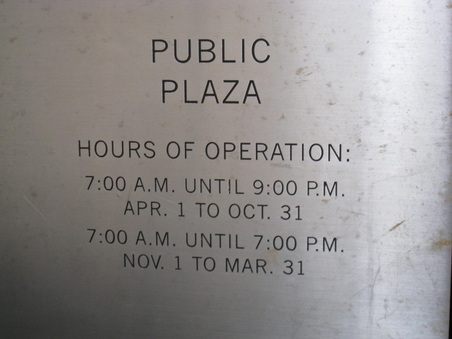 PUBLIC
PLAZA
HOURS OF OPERATION:
7:00 A.M. UNTIL 9:00 P.M.
APR. 1 TO OCT. 31
7:00 A.M. UNTIL 7:00 P.M.
NOV. 1 TO MAR. 31